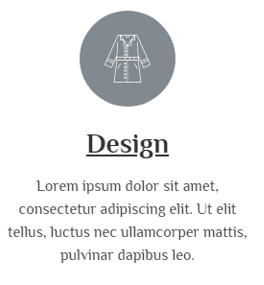 Design
Lorem ipsum dolor sit amet,
consectetur adipiscing elit. Ut elit
tellus, luctus nec ullamcorper mattis,
pulvinar dapibus leo.